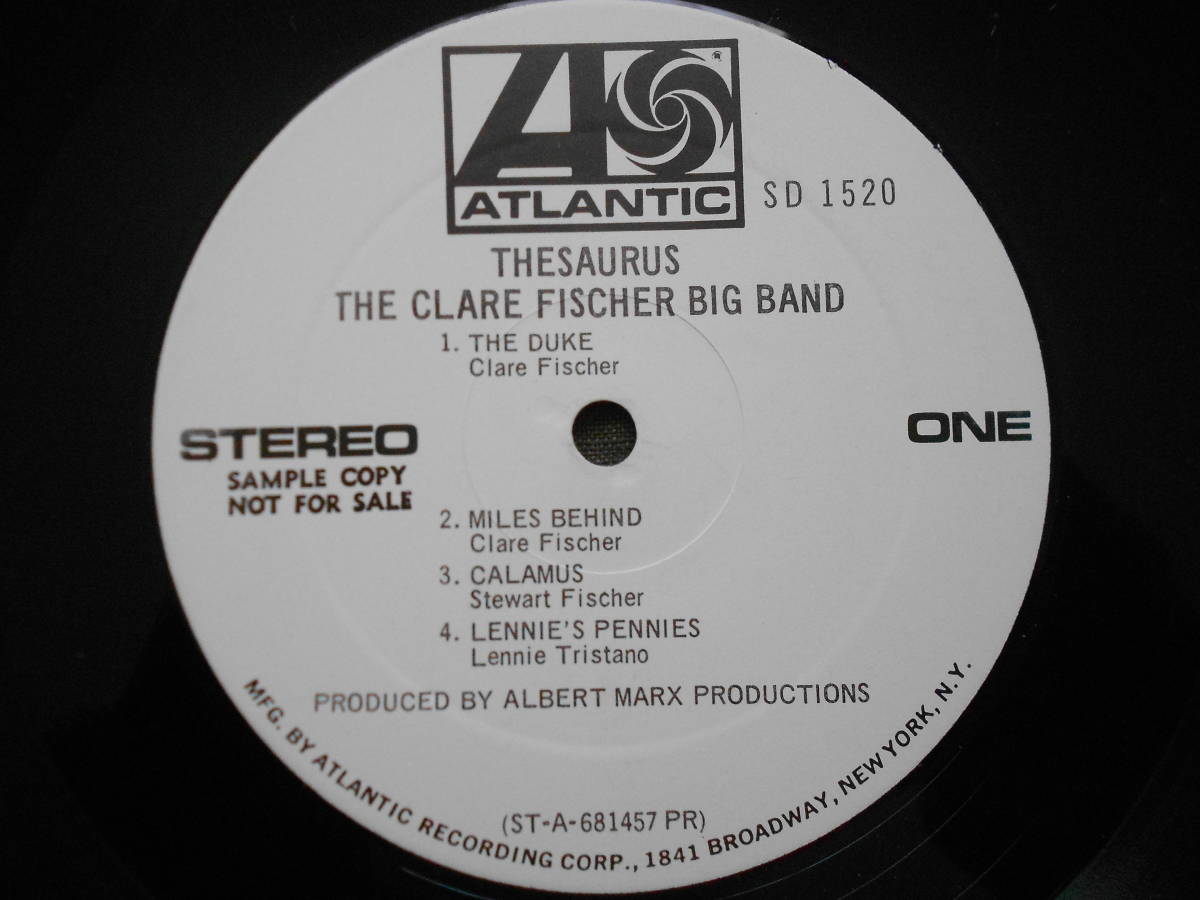 ATLANTIC
SD 1520
THESAURUS
THE CLARE FISCHER BIG BAND
1. THE DUKE
Clare Fischer
STEREO
ONE
SAMPLE COPY
NOT FOR SALE
2. MILES BEHIND
Clare Fischer
3. CALAMUS
Stewart Fischer
4. LENNIE'S PENNIES
Lennie Tristano
PRODUCED BY ALBERT MARX PRODUCTIONS
(ST-A-681457 PR)
MFG. BY ATLANTIC RECORDING CORP., 1841 BROADWAY, NEW YORK, N.Y.